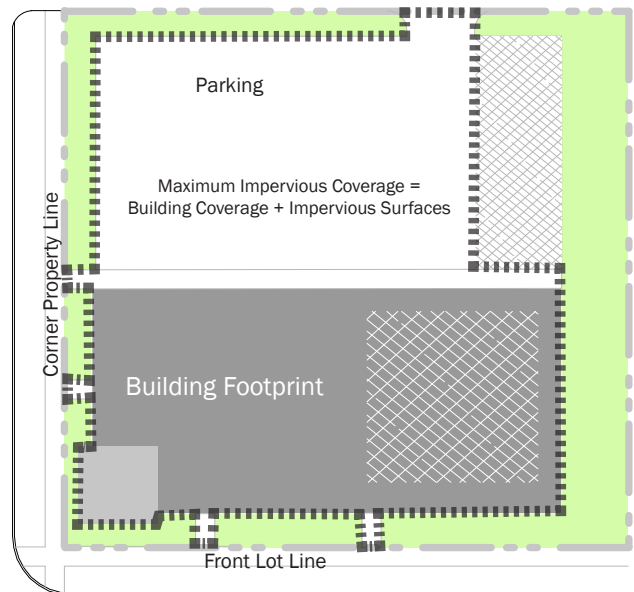 Parking
Maximum Impervious Coverage =
Building Coverage + Impervious Surfaces
Corner Property Line
Building Footprint
Front Lot Line